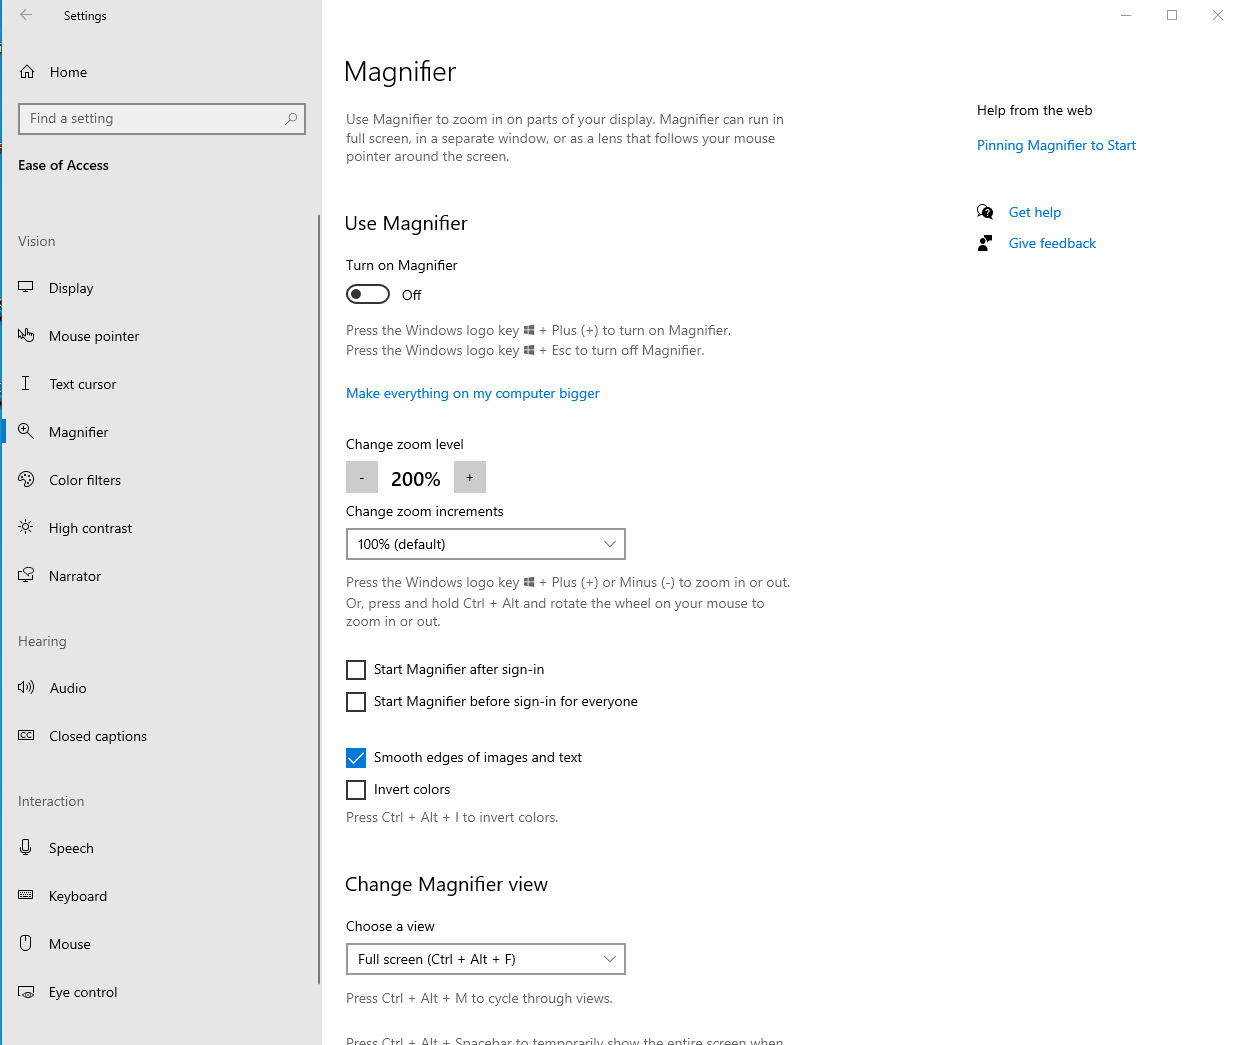 Settings
Home
Find a setting
Ease of Access
Vision
Display
Mouse pointer
Text cursor
Magnifier
Color filters
High contrast
Narrator
Hearing
Audio
Closed captions
Interaction
Speech
Keyboard
Mouse
Eye control
Magnifier
Use Magnifier to zoom in on parts of your display. Magnifier can run in
full screen, in a separate window, or as a lens that follows your mouse
pointer around the screen.
Use Magnifier
Turn on Magnifier
Off
Press the Windows logo key + Plus (+) to turn on Magnifier.
Press the Windows logo key + Esc to turn off Magnifier.
Make everything on my computer bigger
Change zoom level
- 200% +
Change zoom increments
100% (default)
Press the Windows logo key + Plus (+) or Minus (-) to zoom in or out.
Or, press and hold Ctrl + Alt and rotate the wheel on your mouse to
zoom in or out.
Start Magnifier after sign-in
Start Magnifier before sign-in for everyone
Smooth edges of images and text
Invert colors
Press Ctrl + Alt + I to invert colors.
Change Magnifier view
Choose a view
Full screen (Ctrl + Alt + F)
Press Ctrl + Alt + M to cycle through views.
Press Ctrl + Alt + Spacebar to temporarily show the entire screen when
Help from the web
Pinning Magnifier to Start
Get help
Give feedback